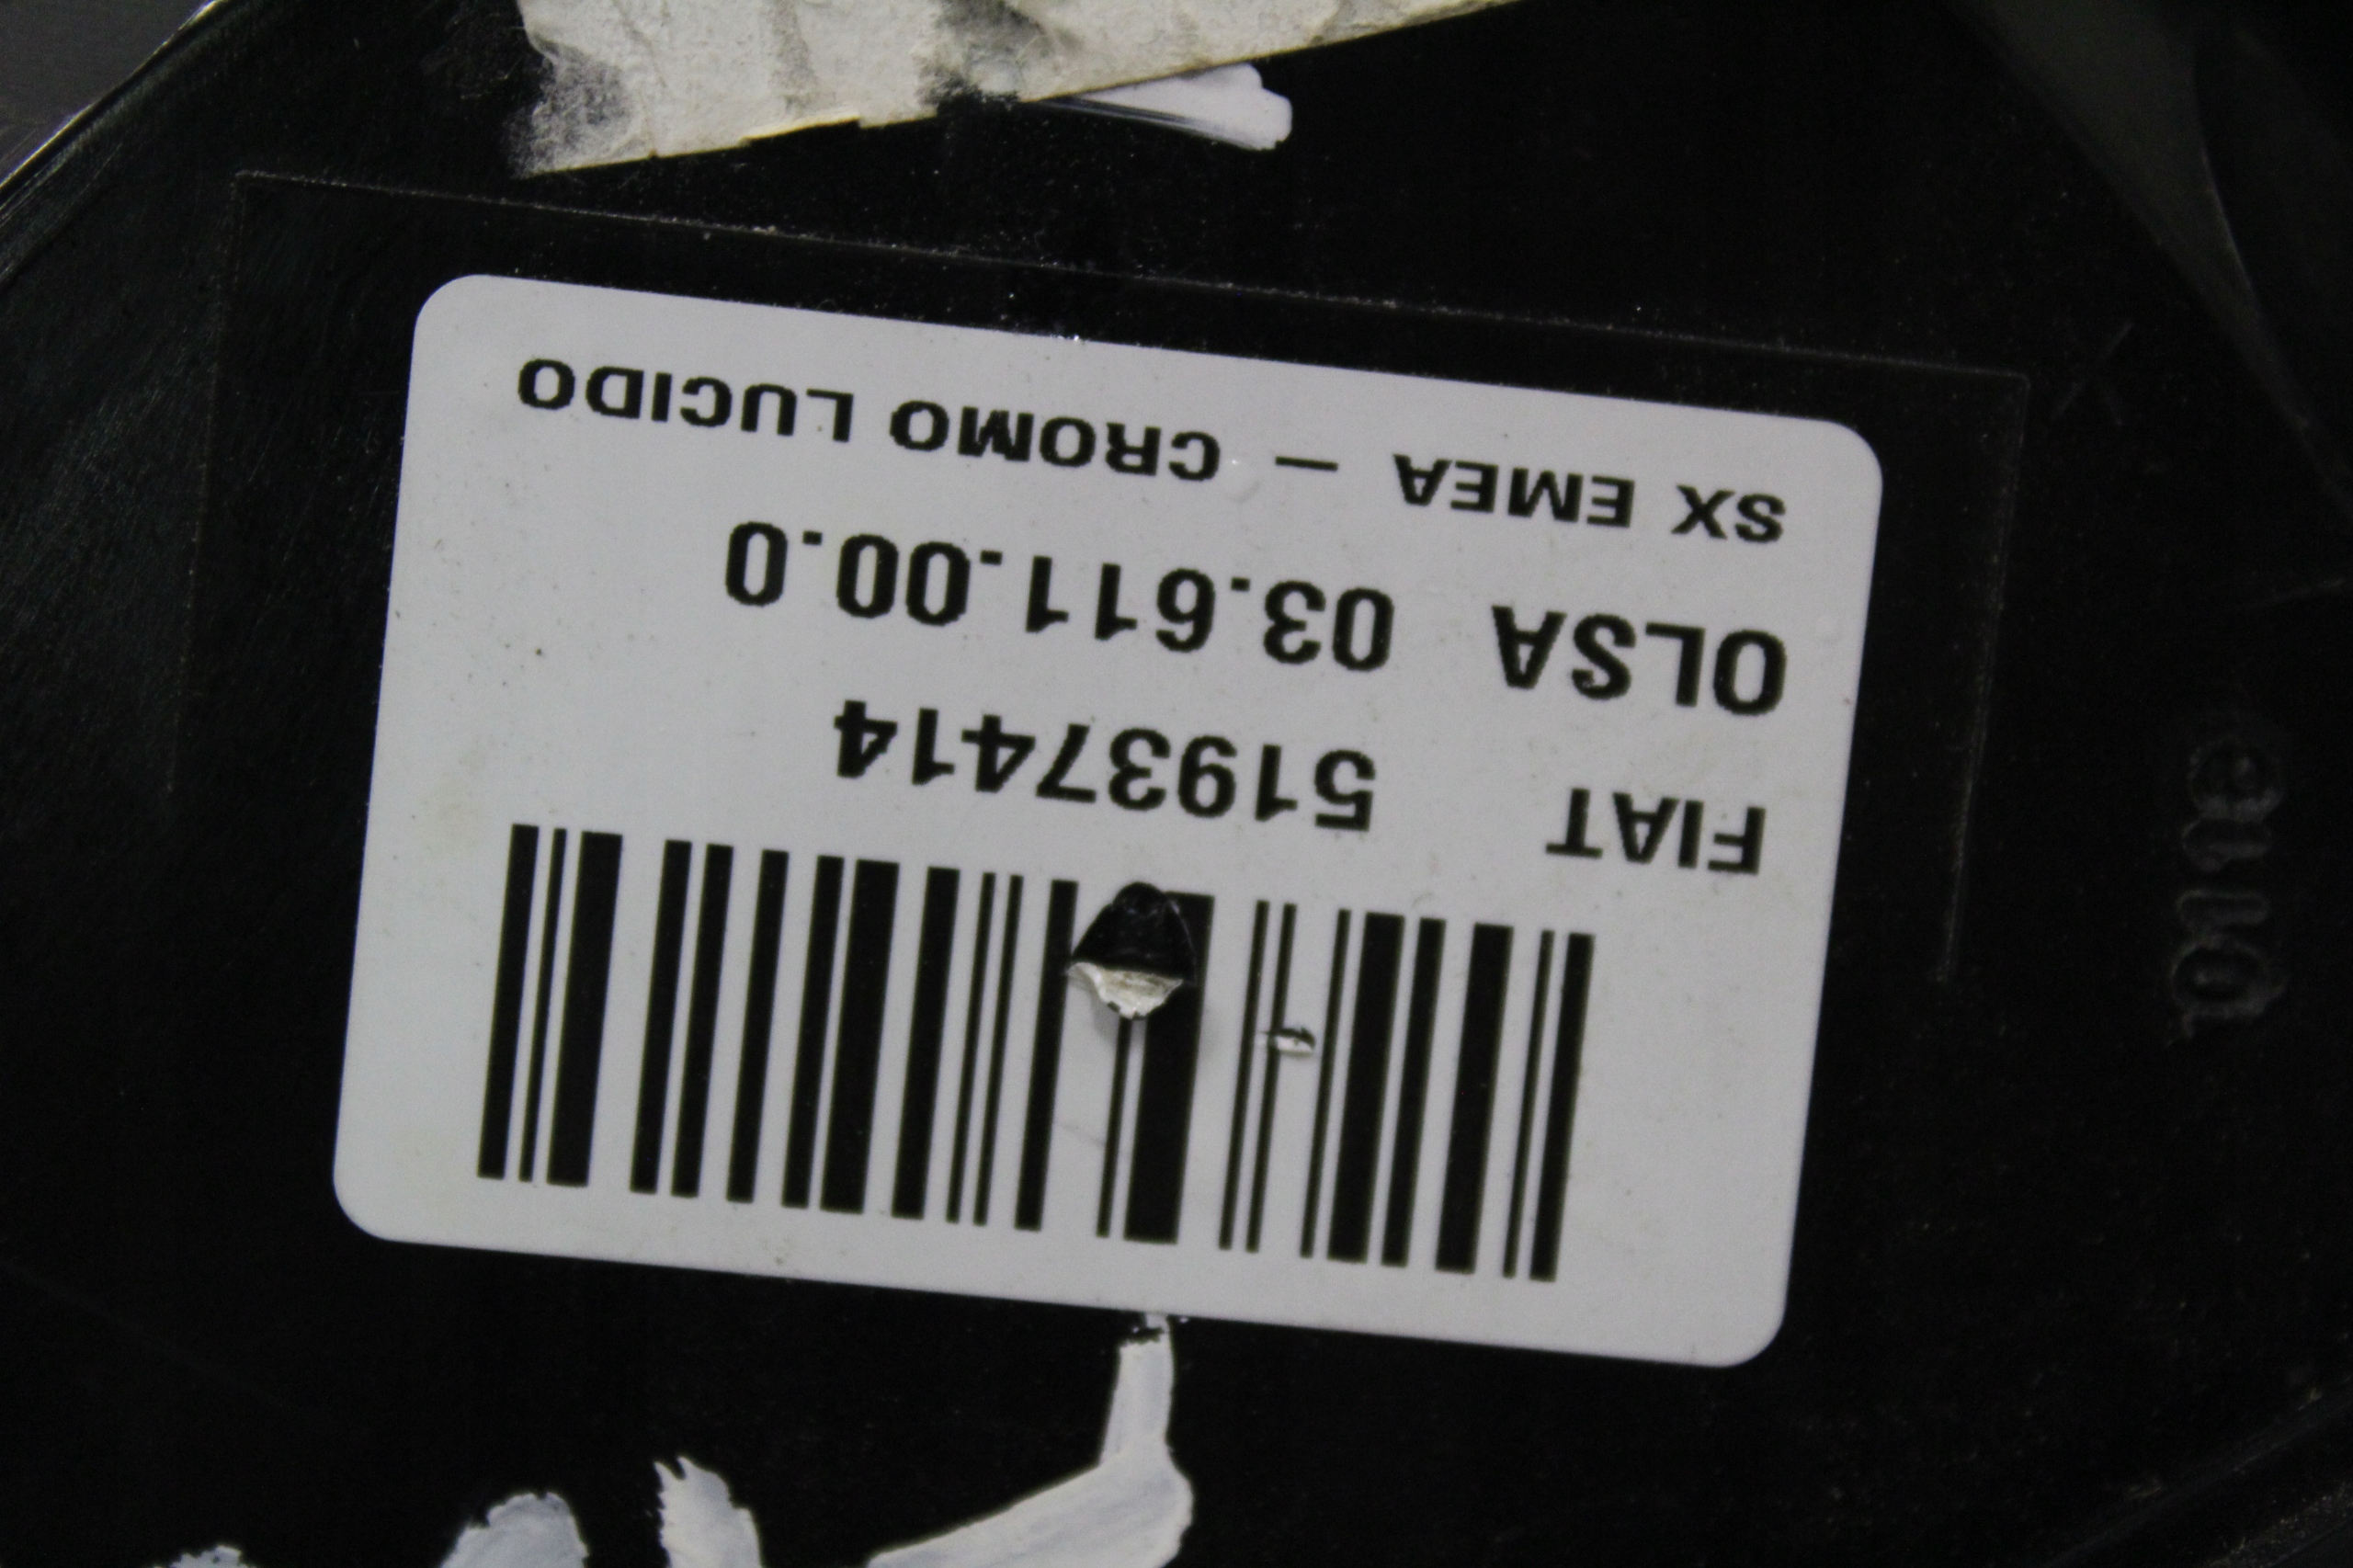 FIAT 51937414
OLSA 03.611.00.0
SX EMEA – CROMO LUCIDO